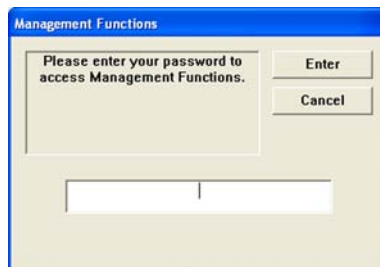 Management Functions
Please enter your password to
access Management Functions.
Enter
Cancel